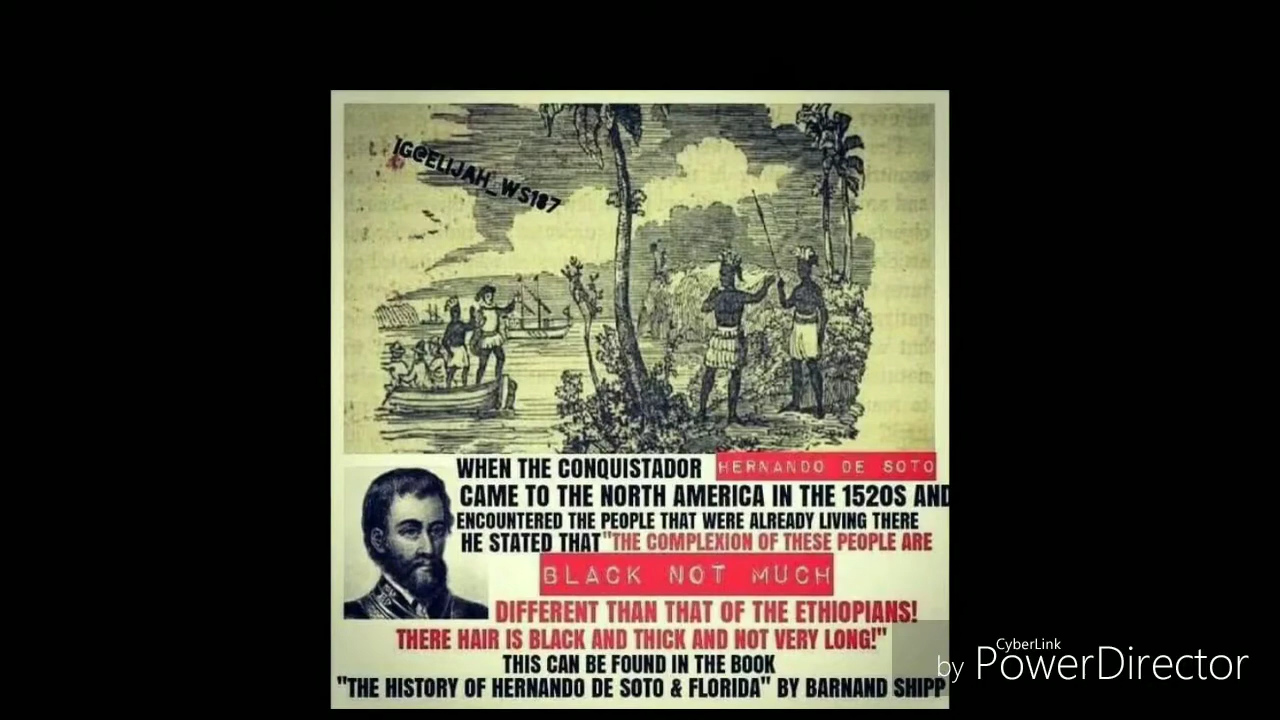 IG@ELIJAH_WS187
WHEN THE CONQUISTADOR HERNANDO DE SOTO
CAME TO THE NORTH AMERICA IN THE 1520S AND
ENCOUNTERED THE PEOPLE THAT WERE ALREADY LIVING THERE
HE STATED THAT "THE COMPLEXION OF THESE PEOPLE ARE
BLACK NOT MUCH
DIFFERENT THAN THAT OF THE ETHIOPIANS!
THERE HAIR IS BLACK AND THICK AND NOT VERY LONG!"
THIS CAN BE FOUND IN THE BOOK
"THE HISTORY OF HERNANDO DE SOTO & FLORIDA" BY BARNAND SHIPP
CyberLink
by PowerDirector